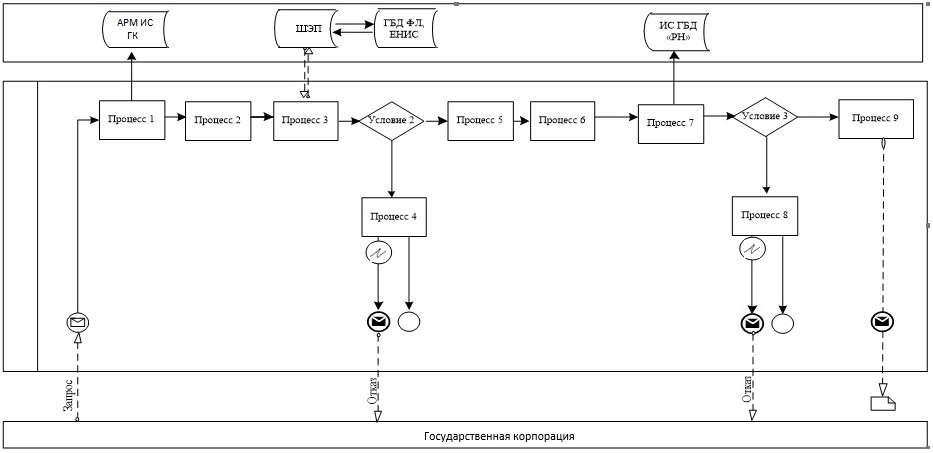 АРМ ИС
ГК
ШЭП
ГБД ФЛ,
ЕНИС
ИС ГБД
«РН»
Процесс 1
Процесс 2
Процесс 3
Условие 2
Процесс 5
Процесс 6
Процесс 7
Условие 3
Процесс 9
Процесс 4
Процесс 8
Запрос
Отказ
Отказ
Государственная корпорация